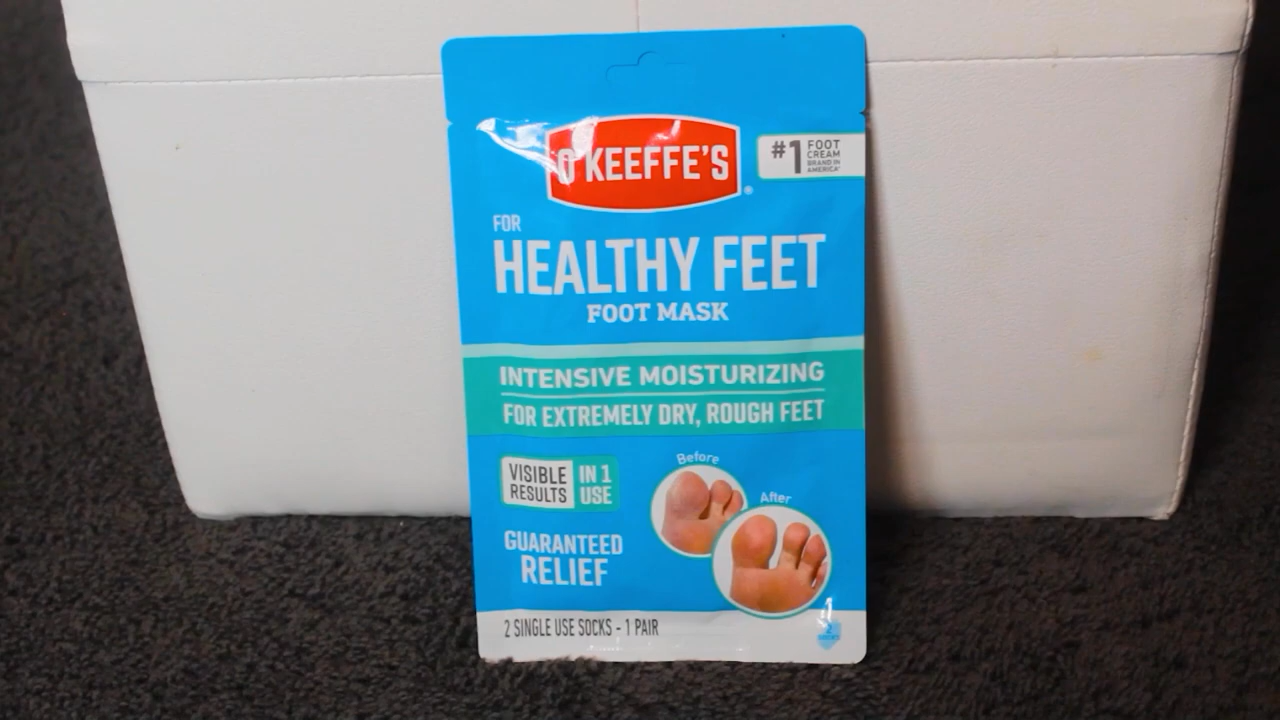 O'KEEFFE'S®
#1 FOOT
CREAM
BRAND IN
AMERICA*
FOR
HEALTHY FEET
FOOT MASK
INTENSIVE MOISTURIZING
FOR EXTREMELY DRY, ROUGH FEET
VISIBLE
RESULTS
IN 1
USE
Before
After
GUARANTEED
RELIEF
2 SINGLE USE SOCKS - 1 PAIR
2